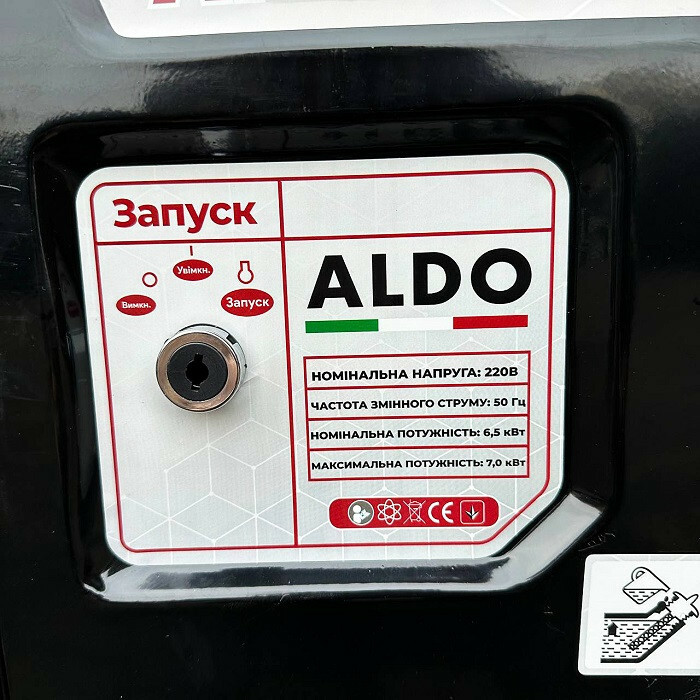 Запуск
Увімкн.
Вимкн.
Запуск
ALDO
НОМІНАЛЬНА НАПРУГА: 220В
ЧАСТОТА ЗМІННОГО СТРУМУ: 50 Гц
НОМІНАЛЬНА ПОТУЖНІСТЬ: 6,5 кВт
МАКСИМАЛЬНА ПОТУЖНІСТЬ: 7,0 кВт
CE